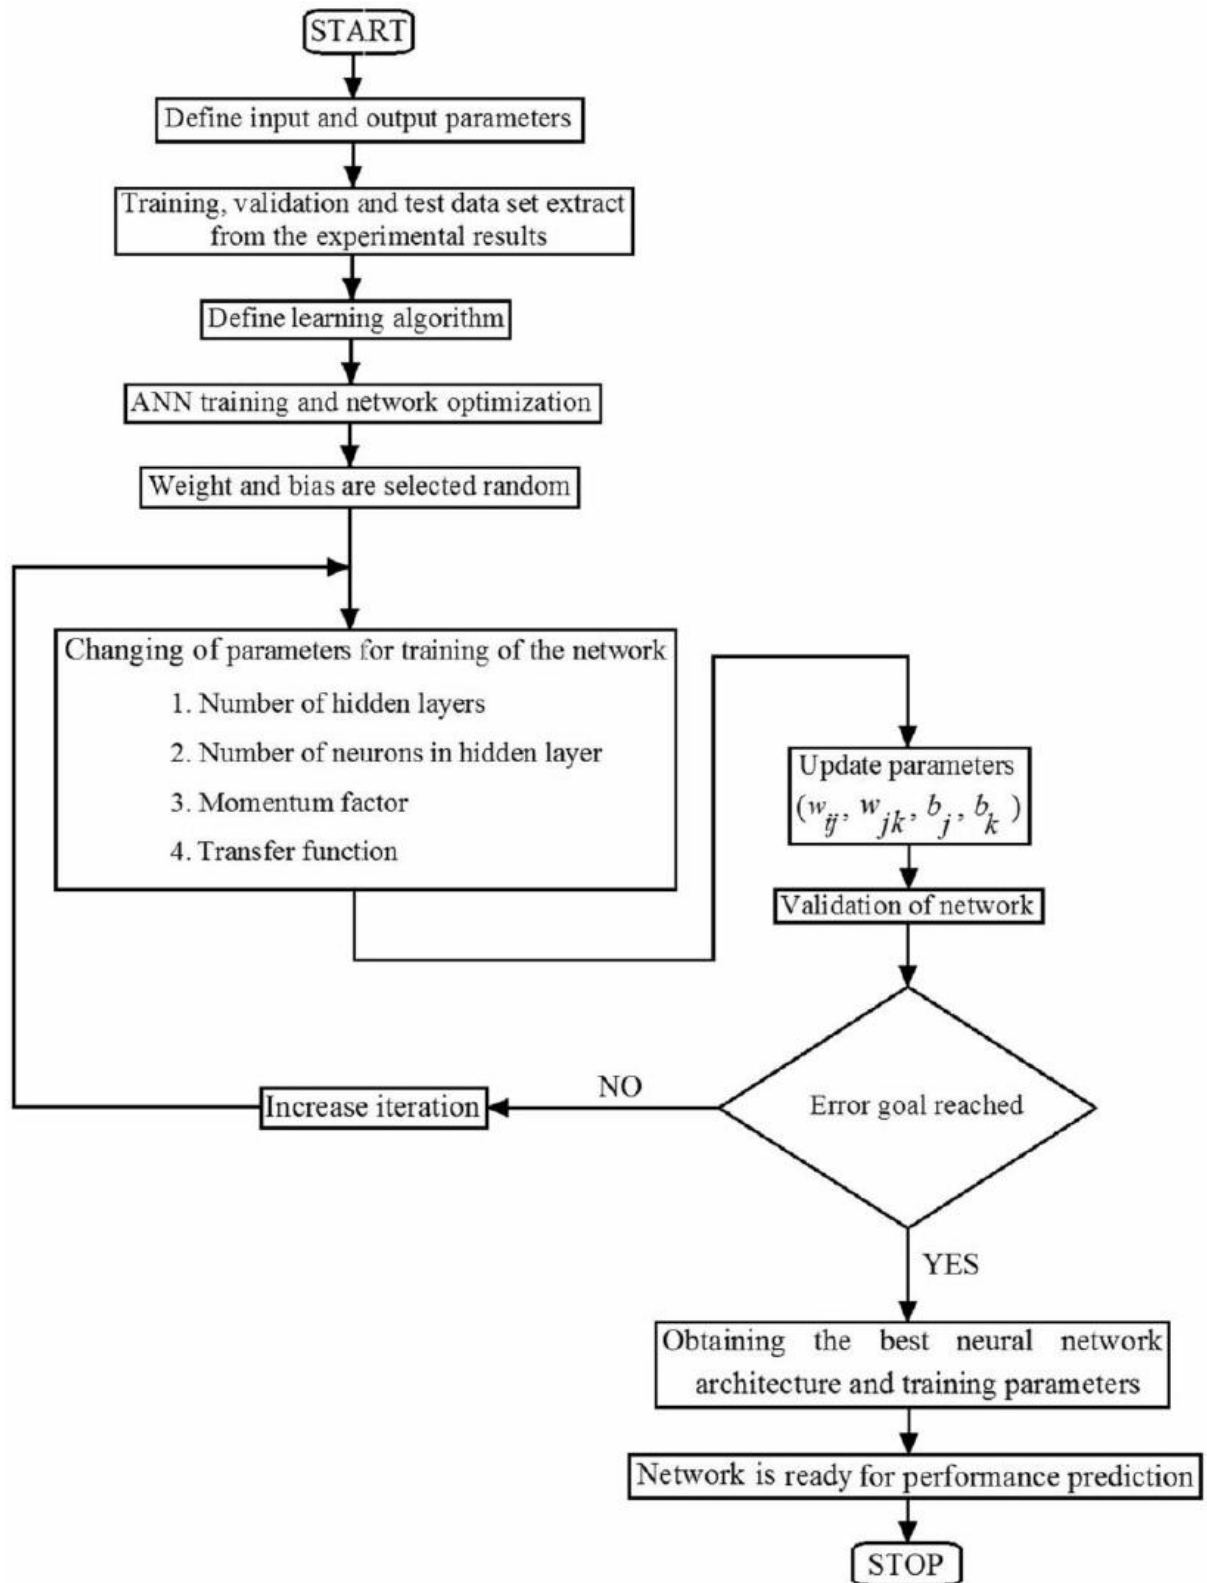 START
Define input and output parameters
Training, validation and test data set extract
from the experimental results
Define learning algorithm
ANN training and network optimization
Weight and bias are selected random
Changing of parameters for training of the network
1. Number of hidden layers
2. Number of neurons in hidden layer
3. Momentum factor
4. Transfer function
Update parameters
(w_ij, w_jk, b_j, b_k)
Validation of network
Error goal reached
NO
Increase iteration
YES
Obtaining the best neural network
architecture and training parameters
Network is ready for performance prediction
STOP